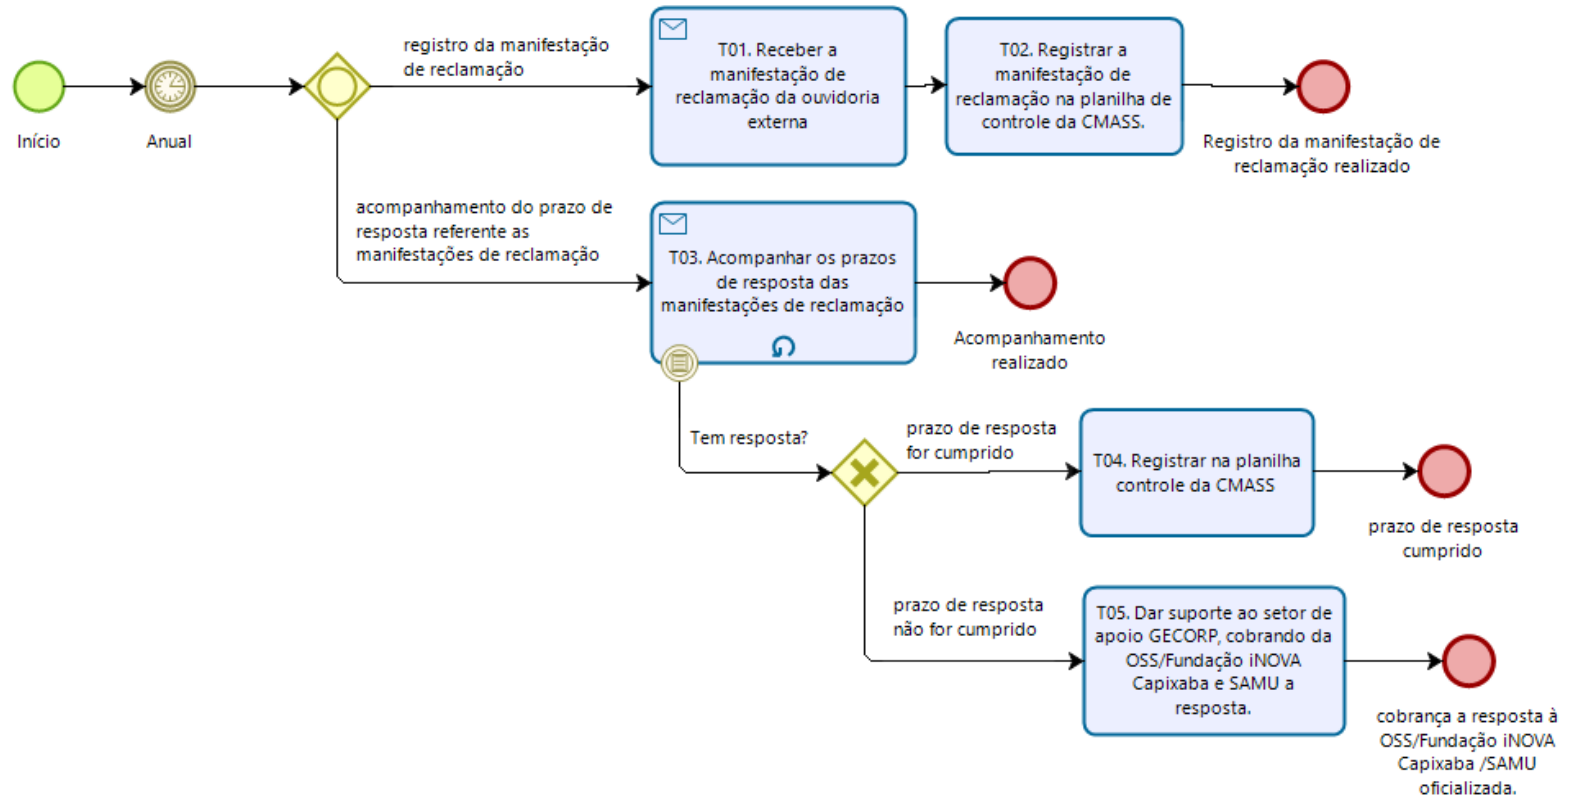 Início
Anual
registro da manifestação
de reclamação
T01. Receber a
manifestação de
reclamação da ouvidoria
externa
T02. Registrar a
manifestação de
reclamação na planilha de
controle da CMASS.
Registro da manifestação de
reclamação realizado
acompanhamento do prazo de
resposta referente as
manifestações de reclamação
T03. Acompanhar os prazos
de resposta das
manifestações de reclamação
Acompanhamento
realizado
Tem resposta?
prazo de resposta
for cumprido
T04. Registrar na planilha
controle da CMASS
prazo de resposta
cumprido
prazo de resposta
não for cumprido
T05. Dar suporte ao setor de
apoio GECORP, cobrando da
OSS/Fundação iNOVA
Capixaba e SAMU a
resposta.
cobrança a resposta à
OSS/Fundação iNOVA
Capixaba /SAMU
oficializada.